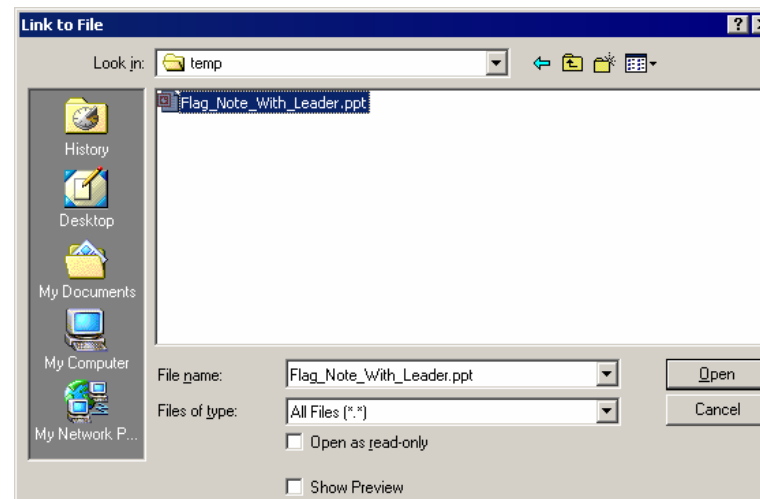 Link to File
Look in: temp
Flag_Note_With_Leader.ppt
History
Desktop
My Documents
My Computer
My Network P...
File name: Flag_Note_With_Leader.ppt Open
Files of type: All Files (*.*) Cancel
Open as read-only
Show Preview